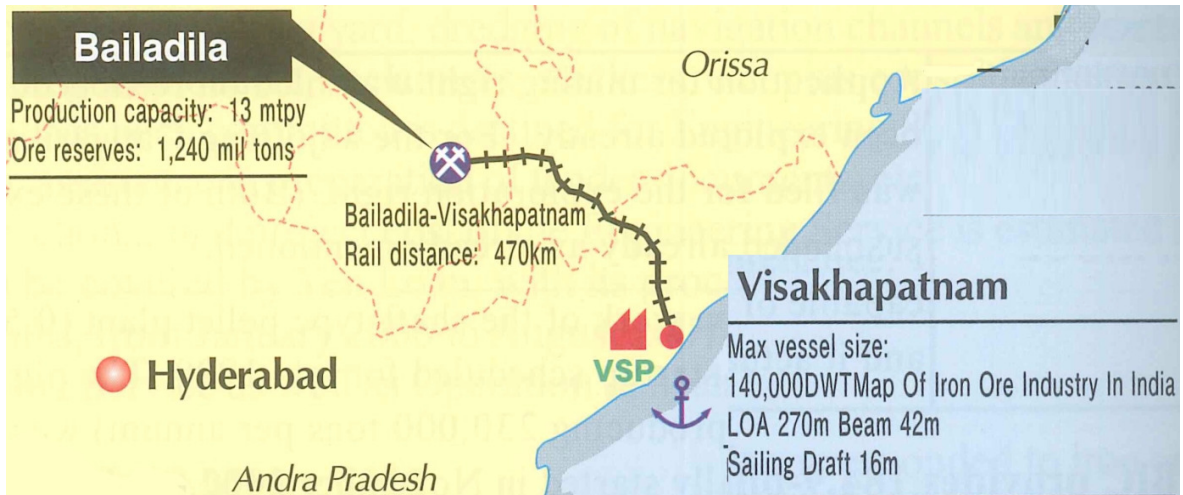 Bailadila
Production capacity: 13 mtpy
Ore reserves: 1,240 mil tons
Orissa
Bailadila-Visakhapatnam
Rail distance: 470km
Hyderabad
VSP
Visakhapatnam
Max vessel size:
140,000DWTMap Of Iron Ore Industry In India
LOA 270m Beam 42m
Sailing Draft 16m
Andra Pradesh